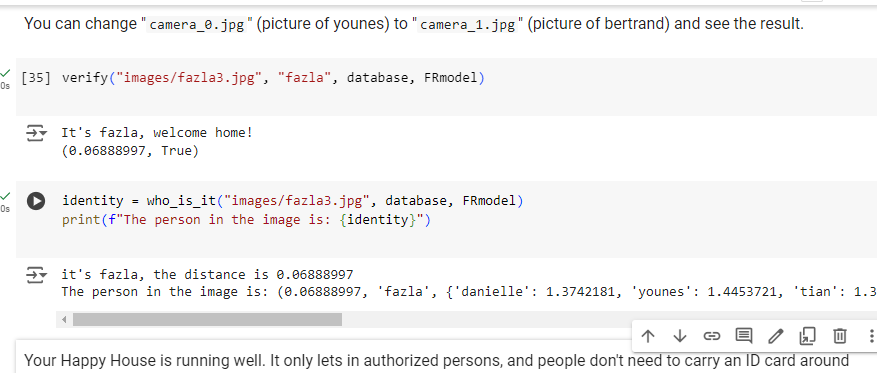 You can change "camera_0.jpg" (picture of younes) to "camera_1.jpg" (picture of bertrand) and see the result.
[35] verify("images/fazla3.jpg", "fazla", database, FRmodel)
0s
It's fazla, welcome home!
(0.06888997, True)
identity = who_is_it("images/fazla3.jpg", database, FRmodel)
0s
print(f"The person in the image is: {identity}")
it's fazla, the distance is 0.06888997
The person in the image is: (0.06888997, 'fazla', {'danielle': 1.3742181, 'younes': 1.4453721, 'tian': 1.3
Your Happy House is running well. It only lets in authorized persons, and people don't need to carry an ID card around